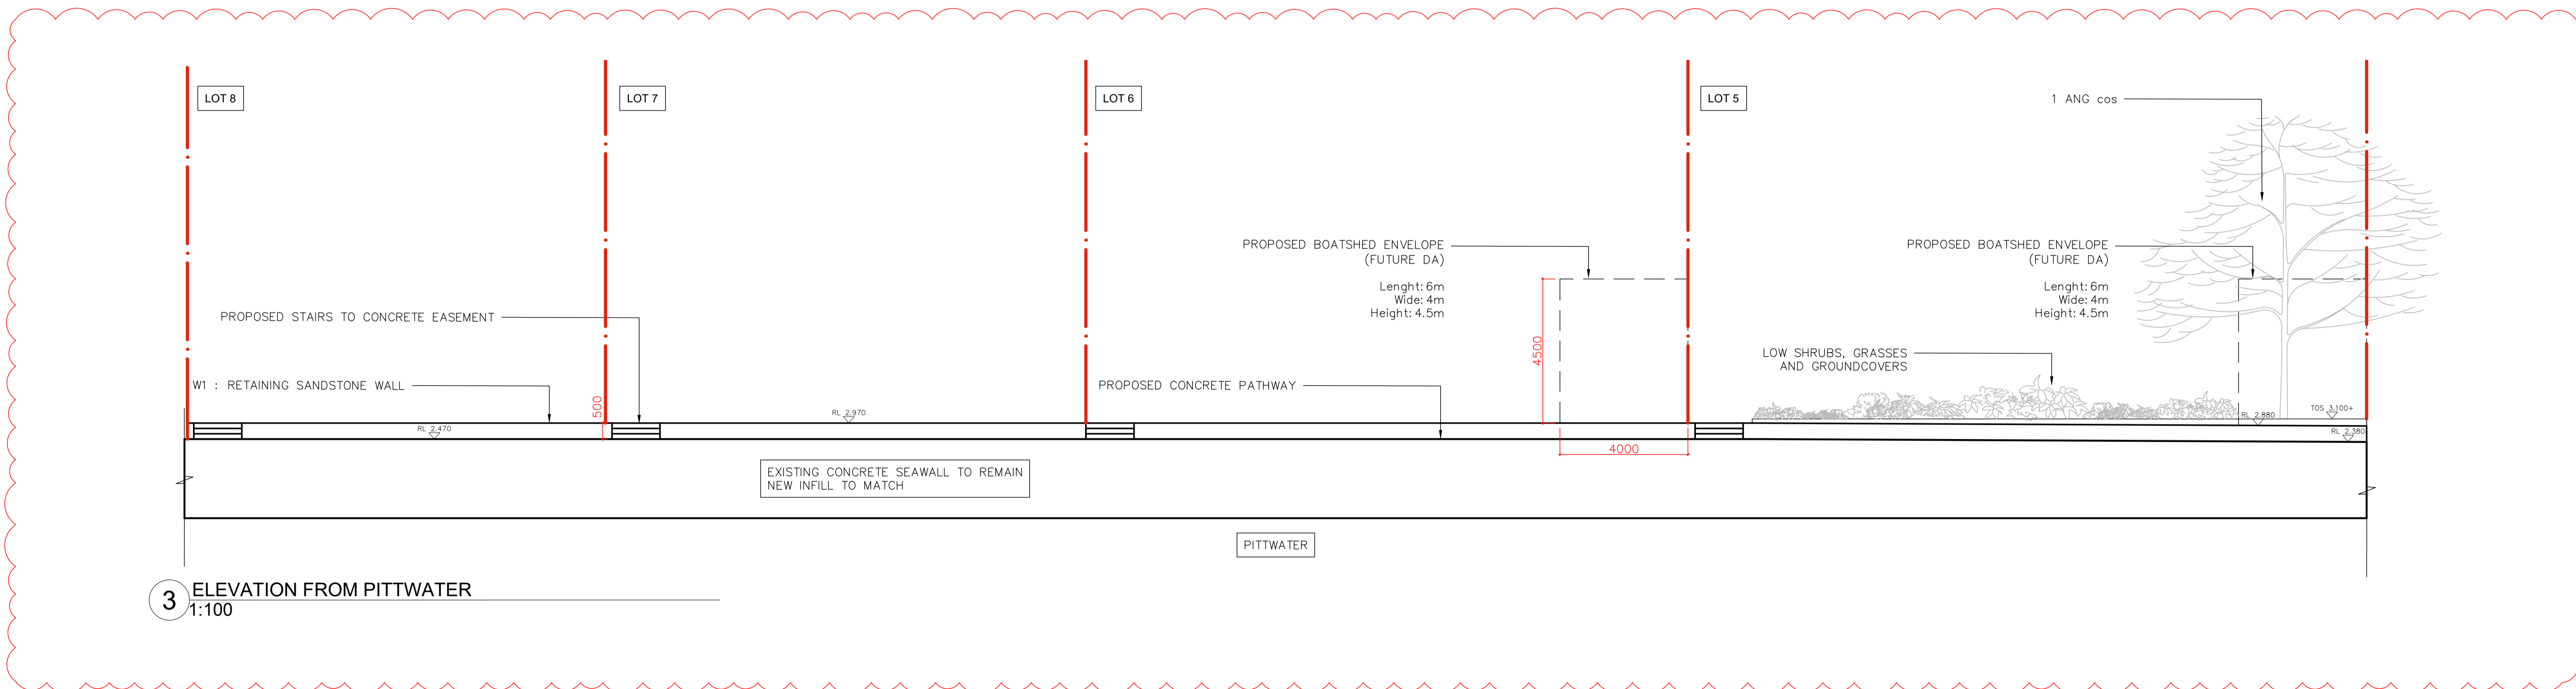 LOT 8
LOT 7
LOT 6
LOT 5
1 ANG cos
PROPOSED BOATSHED ENVELOPE
(FUTURE DA)
Lenght: 6m
Wide: 4m
Height: 4.5m
PROPOSED BOATSHED ENVELOPE
(FUTURE DA)
Lenght: 6m
Wide: 4m
Height: 4.5m
PROPOSED STAIRS TO CONCRETE EASEMENT
4500
LOW SHRUBS, GRASSES
AND GROUNDCOVERS
W1 : RETAINING SANDSTONE WALL
500
PROPOSED CONCRETE PATHWAY
RL 2.970
RL 2.470
RL 2.880
TOS 3.100+
RL 2.380
4000
EXISTING CONCRETE SEAWALL TO REMAIN
NEW INFILL TO MATCH
PITTWATER
3
ELEVATION FROM PITTWATER
1:100